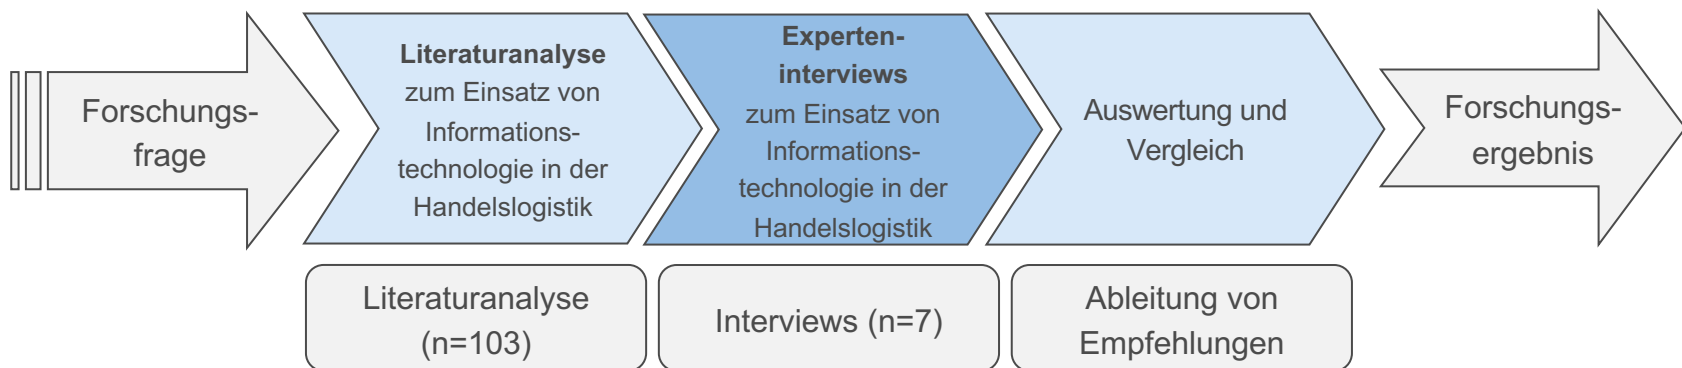 Forschungs-
frage
Literaturanalyse
zum Einsatz von
Informations-
technologie in der
Handelslogistik
Experten-
interviews
zum Einsatz von
Informations-
technologie in der
Handelslogistik
Auswertung und
Vergleich
Forschungs-
ergebnis
Literaturanalyse
(n=103)
Interviews (n=7)
Ableitung von
Empfehlungen